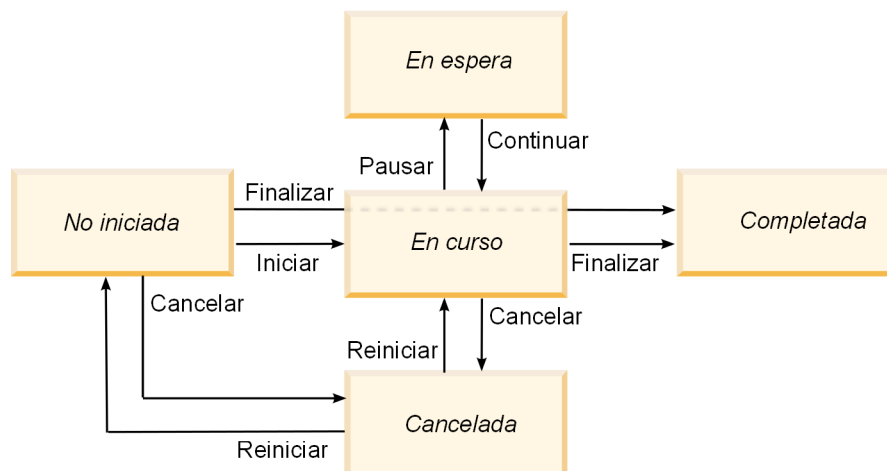 En espera
Pausar
Continuar
No iniciada
Finalizar
Iniciar
En curso
Completada
Finalizar
Cancelar
Cancelar
Reiniciar
Cancelada
Reiniciar